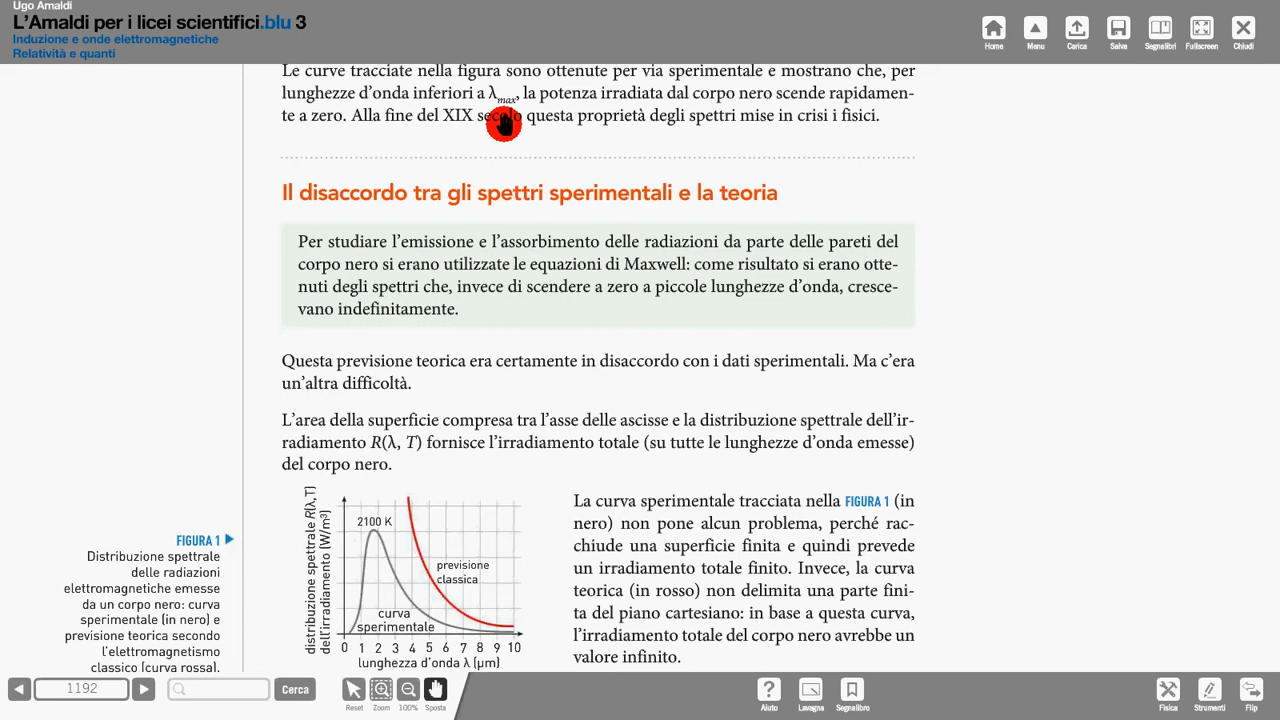 Ugo Amaldi
L'Amaldi per i licei scientifici.blu 3
Induzione e onde elettromagnetiche
Relatività e quanti
Home
Menu
Carica
Salva
Segnalibri
Fullscreen
Chiudi
Le curve tracciate nella figura sono ottenute per via sperimentale e mostrano che, per
lunghezze d'onda inferiori a λmax, la potenza irradiata dal corpo nero scende rapidamen-
te a zero. Alla fine del XIX secolo questa proprietà degli spettri mise in crisi i fisici.
Il disaccordo tra gli spettri sperimentali e la teoria
Per studiare l'emissione e l'assorbimento delle radiazioni da parte delle pareti del
corpo nero si erano utilizzate le equazioni di Maxwell: come risultato si erano otte-
nuti degli spettri che, invece di scendere a zero a piccole lunghezze d'onda, cresce-
vano indefinitamente.
Questa previsione teorica era certamente in disaccordo con i dati sperimentali. Ma c'era
un'altra difficoltà.
L'area della superficie compresa tra l'asse delle ascisse e la distribuzione spettrale dell'ir-
radiamento R(λ, T) fornisce l'irradiamento totale (su tutte le lunghezze d'onda emesse)
del corpo nero.
FIGURA 1
Distribuzione spettrale
delle radiazioni
elettromagnetiche emesse
da un corpo nero: curva
sperimentale (in nero) e
previsione teorica secondo
l'elettromagnetismo
classico (curva rossa).
distribuzione spettrale R(λ,T)
dell'irradiamento (W/m³)
2100 K
previsione
classica
curva
sperimentale
0 1 2 3 4 5 6 7 8 9 10
lunghezza d'onda λ (μm)
La curva sperimentale tracciata nella FIGURA 1 (in
nero) non pone alcun problema, perché rac-
chiude una superficie finita e quindi prevede
un irradiamento totale finito. Invece, la curva
teorica (in rosso) non delimita una parte fini-
ta del piano cartesiano: in base a questa curva,
l'irradiamento totale del corpo nero avrebbe un
valore infinito.
1192
Cerca
Reset
Zoom
100%
Sposta
Aiuto
Lavagna
Segnalibro
Fisica
Strumenti
Flip